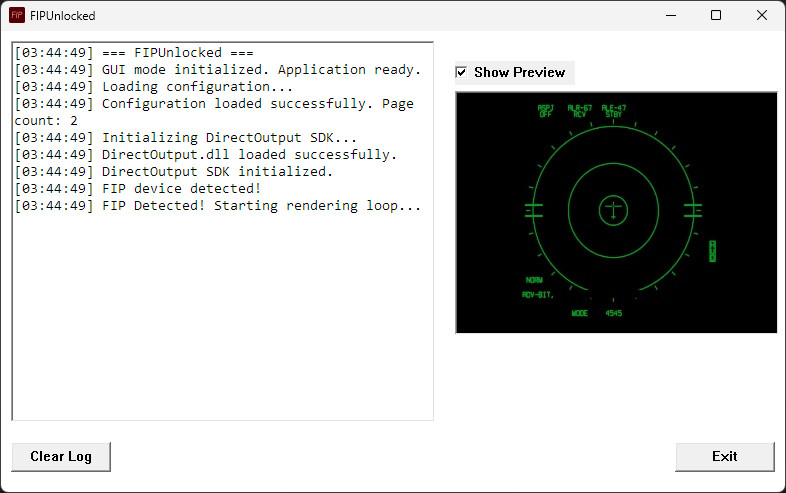 FIP FIPUnlocked
[03:44:49] === FIPUnlocked ===
[03:44:49] GUI mode initialized. Application ready.
[03:44:49] Loading configuration...
[03:44:49] Configuration loaded successfully. Page
count: 2
[03:44:49] Initializing DirectOutput SDK...
[03:44:49] DirectOutput.dll loaded successfully.
[03:44:49] DirectOutput SDK initialized.
[03:44:49] FIP device detected!
[03:44:49] FIP Detected! Starting rendering loop...
Show Preview
ASPJ ALR-67 ALE-47
OFF RCV STBY
NORM
RCV-BIT,
MODE 4545
Clear Log
Exit